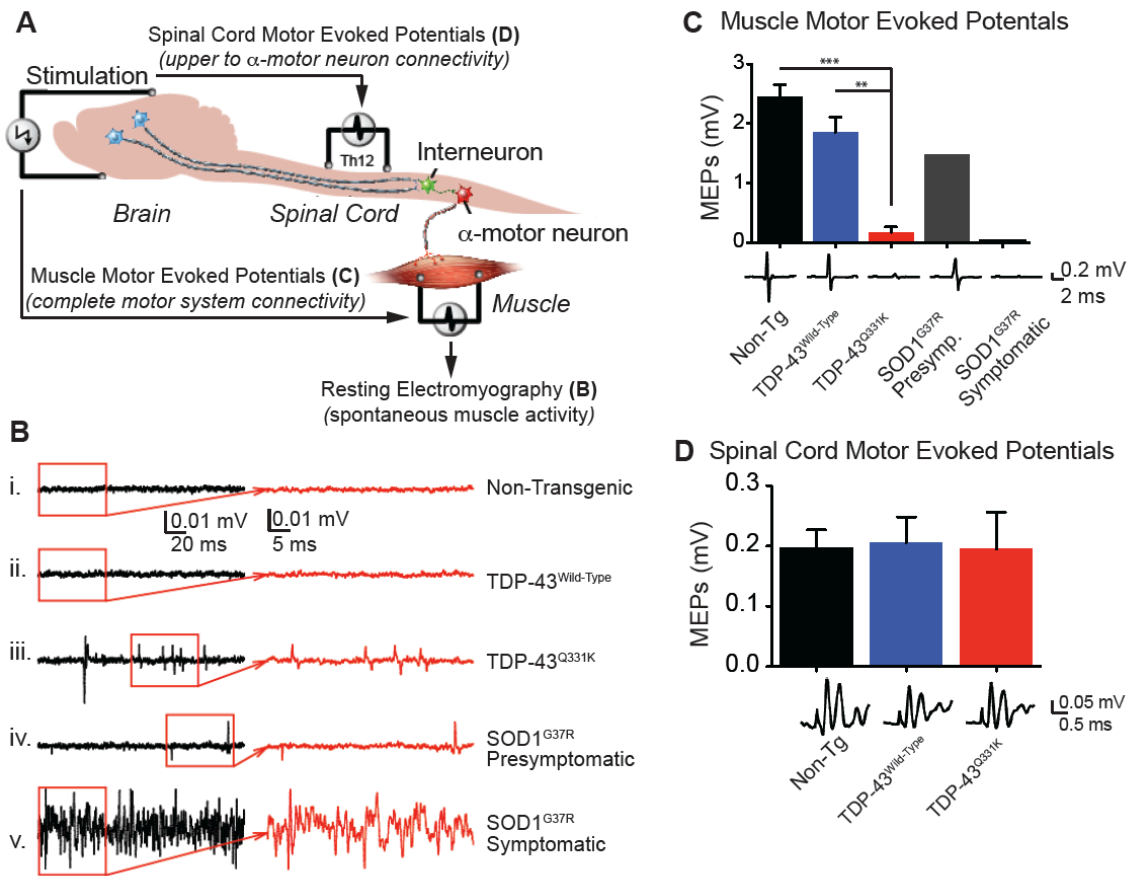 A
Spinal Cord Motor Evoked Potentials (D)
(upper to α-motor neuron connectivity)
Stimulation
Th12
Interneuron
Brain
Spinal Cord
α-motor neuron
Muscle Motor Evoked Potentials (C)
(complete motor system connectivity)
Muscle
Resting Electromyography (B)
(spontaneous muscle activity)
B
i.
Non-Transgenic
0.01 mV
20 ms
0.01 mV
5 ms
ii.
TDP-43Wild-Type
iii.
TDP-43Q331K
iv.
SOD1G37R
Presymptomatic
v.
SOD1G37R
Symptomatic
C Muscle Motor Evoked Potentals
MEPs (mV)
3
2
1
0
***
**
0.2 mV
2 ms
Non-Tg
TDP-43Wild-Type
TDP-43Q331K
SOD1G37R
Presymp.
SOD1G37R
Symptomatic
D Spinal Cord Motor Evoked Potentials
MEPs (mV)
0.3
0.2
0.1
0.0
0.05 mV
0.5 ms
Non-Tg
TDP-43Wild-Type
TDP-43Q331K